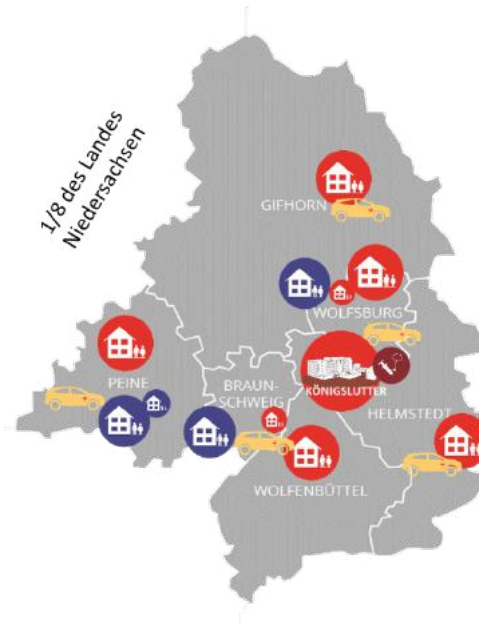 1/8 des Landes
Niedersachsen
GIFHORN
WOLFSBURG
PEINE
BRAUN-
SCHWEIG
KÖNIGSLUTTER
HELMSTEDT
WOLFENBÜTTEL